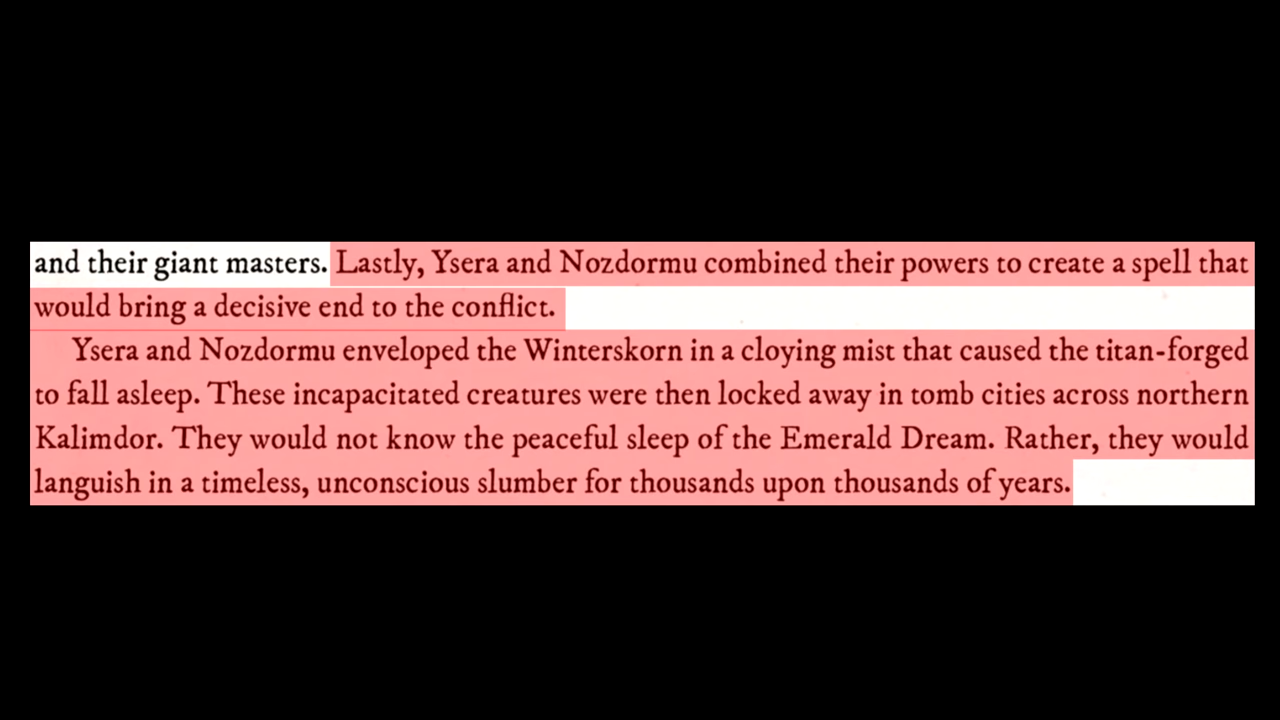 and their giant masters. Lastly, Ysera and Nozdormu combined their powers to create a spell that
would bring a decisive end to the conflict.
Ysera and Nozdormu enveloped the Winterskorn in a cloying mist that caused the titan-forged
to fall asleep. These incapacitated creatures were then locked away in tomb cities across northern
Kalimdor. They would not know the peaceful sleep of the Emerald Dream. Rather, they would
languish in a timeless, unconscious slumber for thousands upon thousands of years.